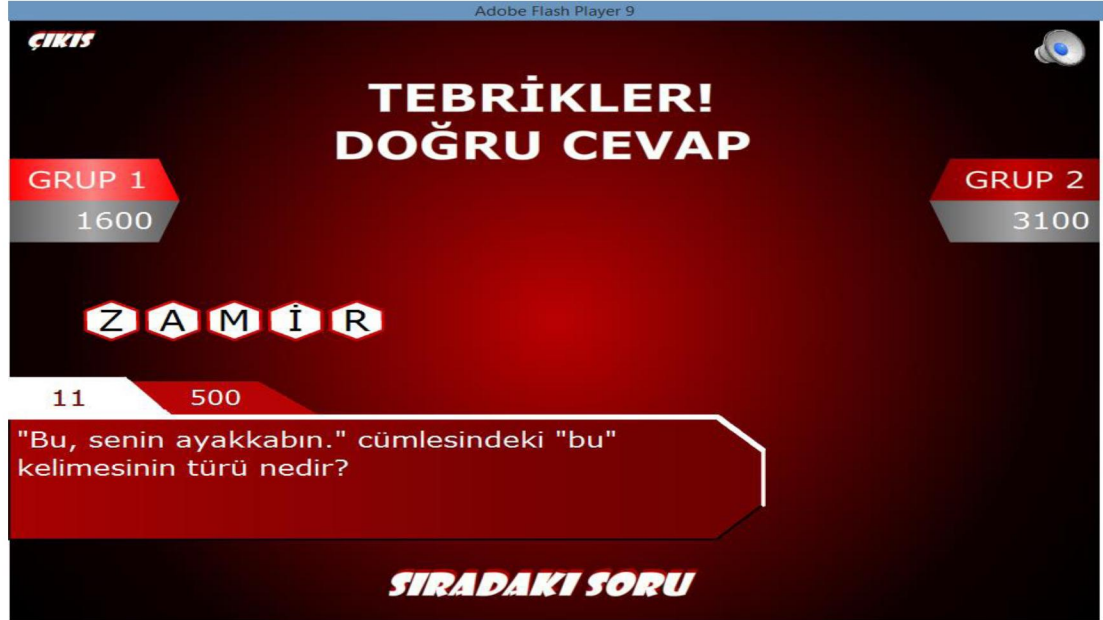 Adobe Flash Player 9
ÇIKIS
TEBRİKLER!
DOĞRU CEVAP
GRUP 1
1600
GRUP 2
3100
ZAMİR
11
500
"Bu, senin ayakkabın." cümlesindeki "bu"
kelimesinin türü nedir?
SIRADAKI SORU